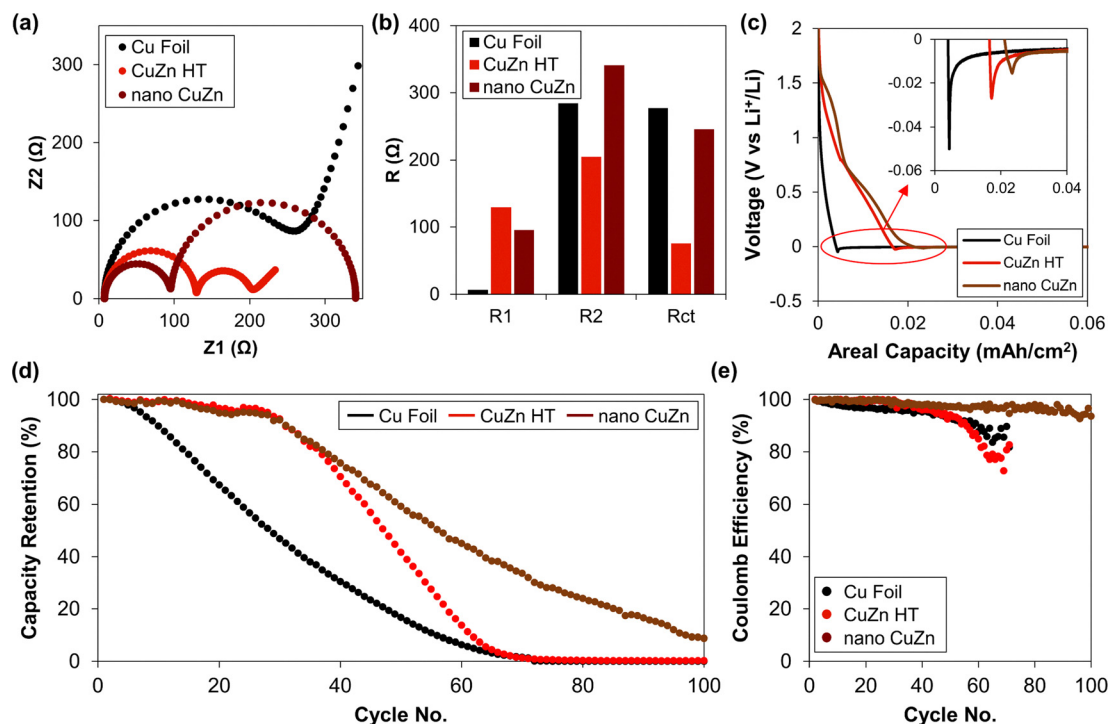 (a)
Cu Foil
CuZn HT
nano CuZn
300
200
100
0
0 100 200 300
Z2 (Ω)
Z1 (Ω)
(b)
Cu Foil
CuZn HT
nano CuZn
400
300
200
100
0
R1 R2 Rct
R (Ω)
(c)
2
1.5
1
0.5
0
-0.5
0 0.02 0.04 0.06
Voltage (V vs Li⁺/Li)
Areal Capacity (mAh/cm²)
0
-0.02
-0.04
-0.06
0 0.02 0.04
Cu Foil
CuZn HT
nano CuZn
(d)
Cu Foil CuZn HT nano CuZn
100
80
60
40
20
0
0 20 40 60 80 100
Capacity Retention (%)
Cycle No.
(e)
100
80
60
40
20
0
0 20 40 60 80 100
Coulomb Efficiency (%)
Cu Foil
CuZn HT
nano CuZn
Cycle No.